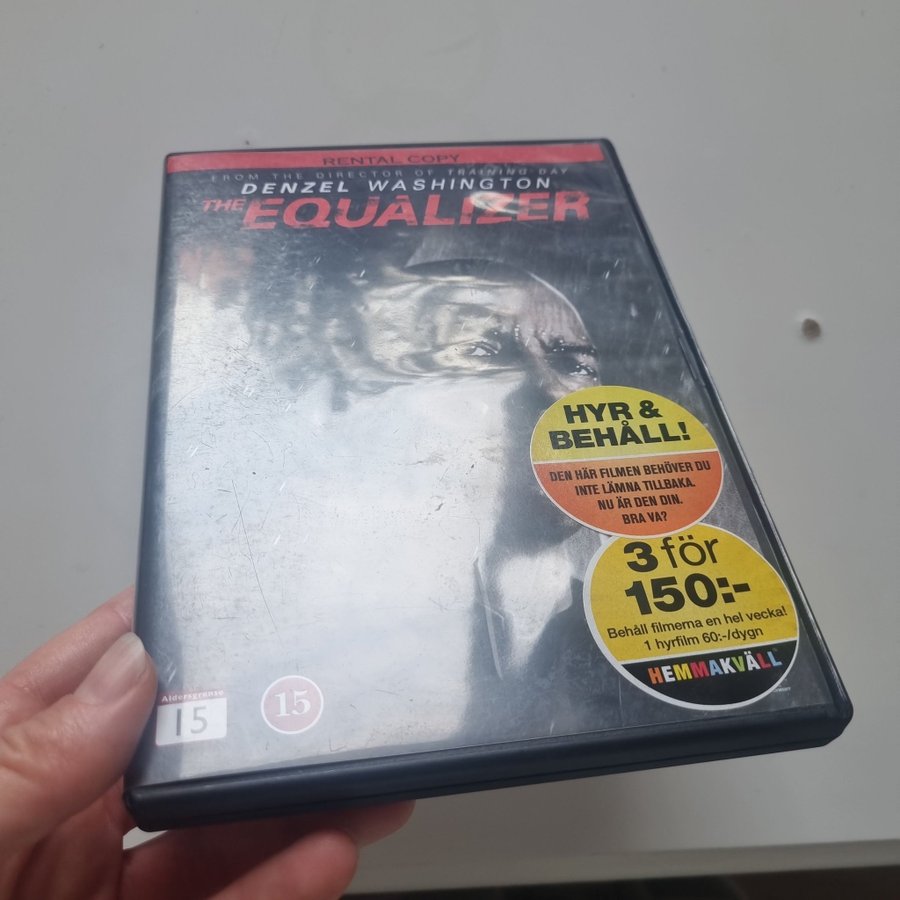 RENTAL COPY
FROM THE DIRECTOR OF TRAINING DAY
DENZEL WASHINGTON
THE EQUALIZER
HYR &
BEHÅLL!
DEN HÄR FILMEN BEHÖVER DU
INTE LÄMNA TILLBAKA.
NU ÄR DEN DIN.
BRA VA?
3 för
150:-
Behåll filmerna en hel vecka!
1 hyrfilm 60:-/dygn
HEMMAKVÄLL
Aldersgrense
15
15